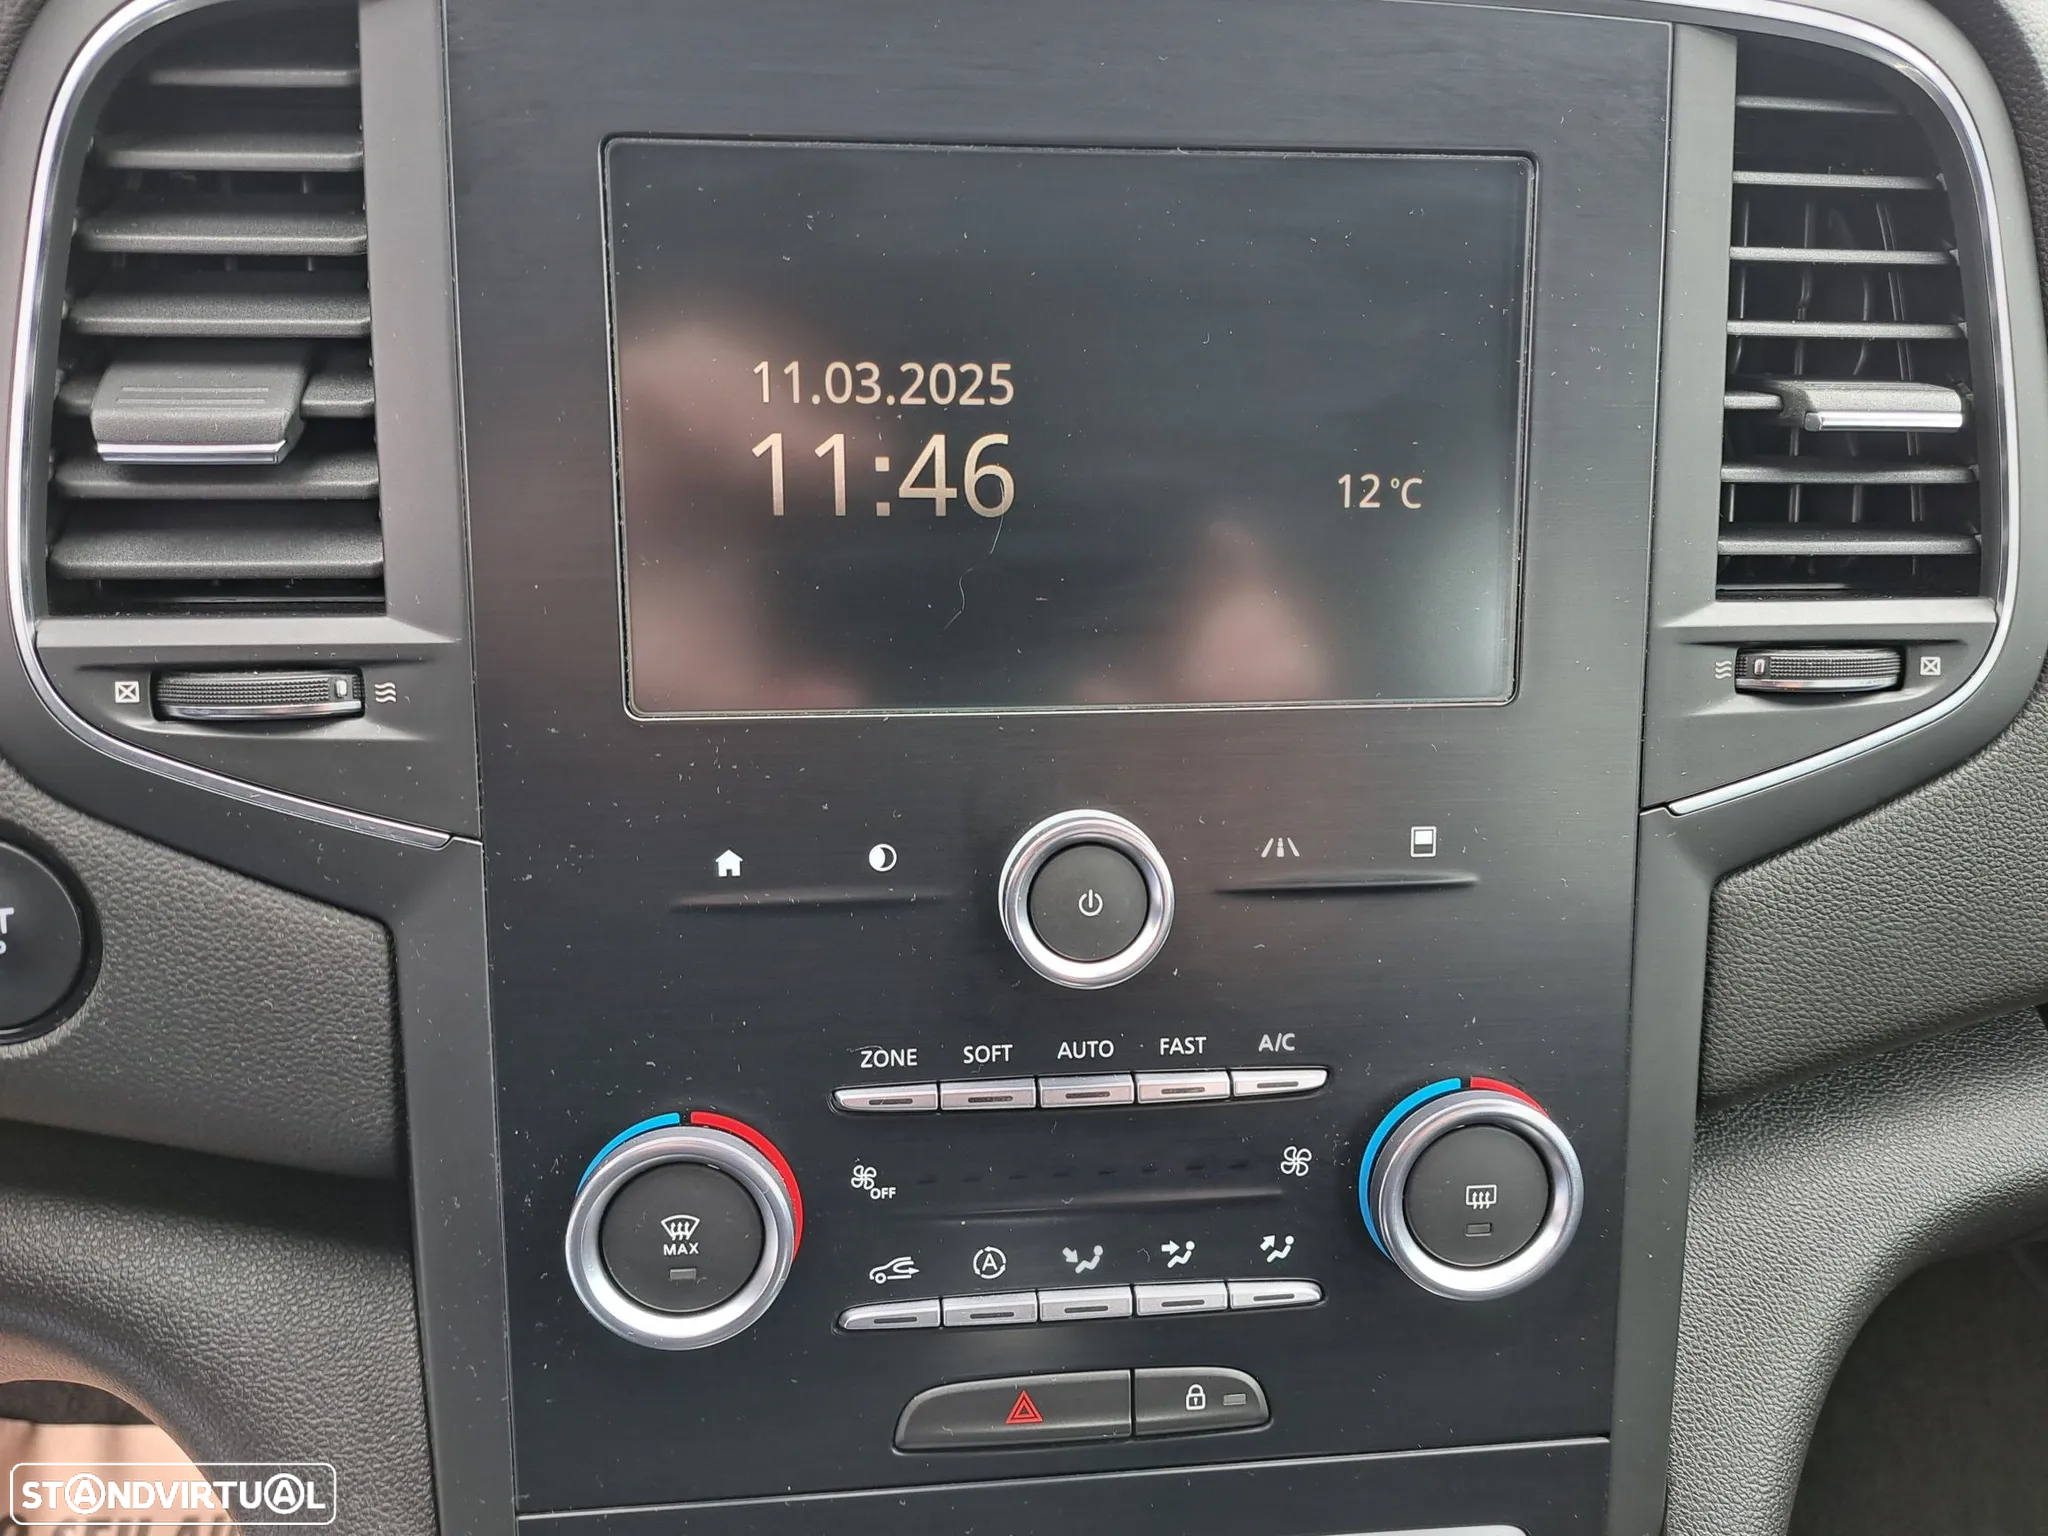 11.03.2025
11:46
12 °C
ZONE SOFT AUTO FAST A/C
OFF
MAX
A
STANDVIRTUAL